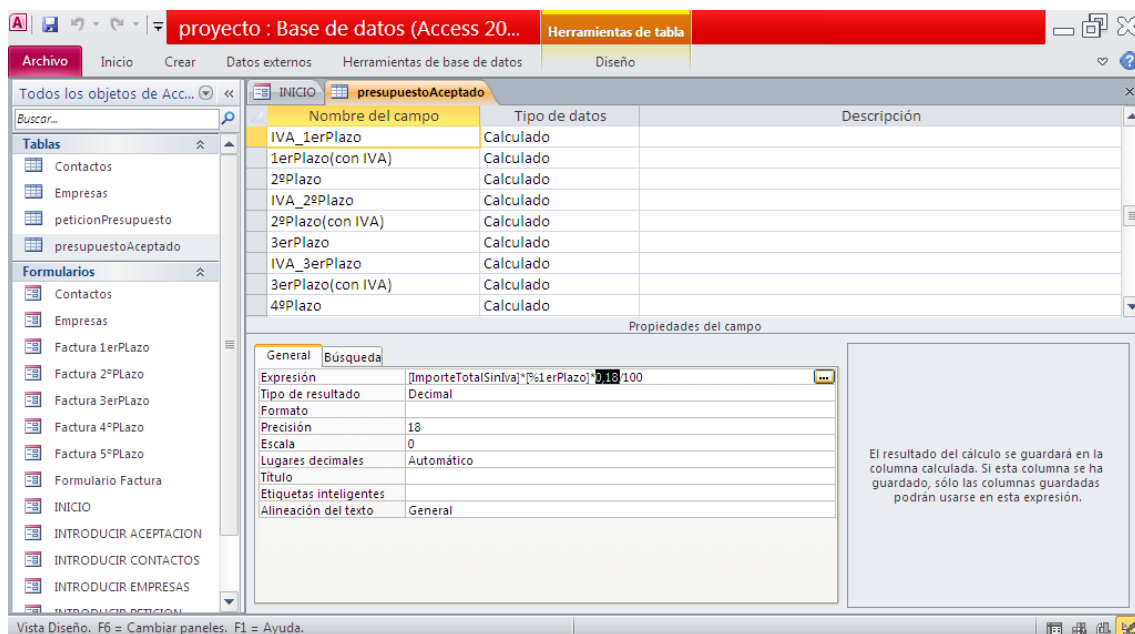 proyecto : Base de datos (Access 20...
Herramientas de tabla
Archivo Inicio Crear Datos externos Herramientas de base de datos Diseño
Todos los objetos de Acc... «
Buscar...
Tablas
Contactos
Empresas
peticionPresupuesto
presupuestoAceptado
Formularios
Contactos
Empresas
Factura 1erPLazo
Factura 2ºPLazo
Factura 3erPLazo
Factura 4ºPLazo
Factura 5ºPLazo
Formulario Factura
INICIO
INTRODUCIR ACEPTACION
INTRODUCIR CONTACTOS
INTRODUCIR EMPRESAS
INTRODUCIR PETICION
INICIO presupuestoAceptado
Nombre del campo Tipo de datos Descripción
IVA_1erPlazo Calculado
1erPlazo(con IVA) Calculado
2ºPlazo Calculado
IVA_2ºPlazo Calculado
2ºPlazo(con IVA) Calculado
3erPlazo Calculado
IVA_3erPlazo Calculado
3erPlazo(con IVA) Calculado
4ºPlazo Calculado
Propiedades del campo
General Búsqueda
Expresión [ImporteTotalSinIva]*[%1erPlazo]*0,18/100
Tipo de resultado Decimal
Formato
Precisión 18
Escala 0
Lugares decimales Automático
Título
Etiquetas inteligentes
Alineación del texto General
El resultado del cálculo se guardará en la
columna calculada. Si esta columna se ha
guardado, sólo las columnas guardadas
podrán usarse en esta expresión.
Vista Diseño. F6 = Cambiar paneles. F1 = Ayuda.